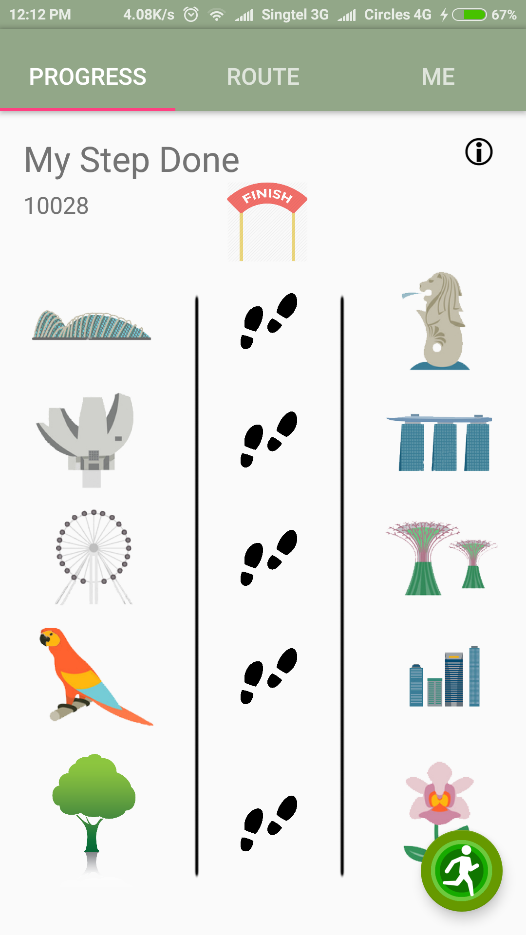 12:12 PM 4.08K/s Singtel 3G Circles 4G 67%
PROGRESS ROUTE ME
My Step Done
10028
FINISH